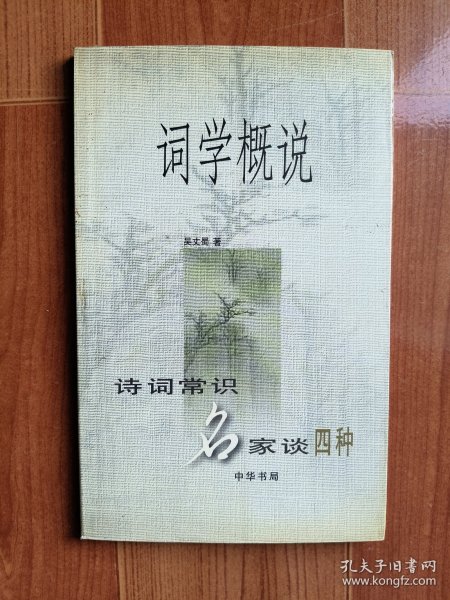 词学概说
吴丈蜀 著
诗词常识
名家谈四种
中华书局
孔夫子旧书网
www.kongfz.com